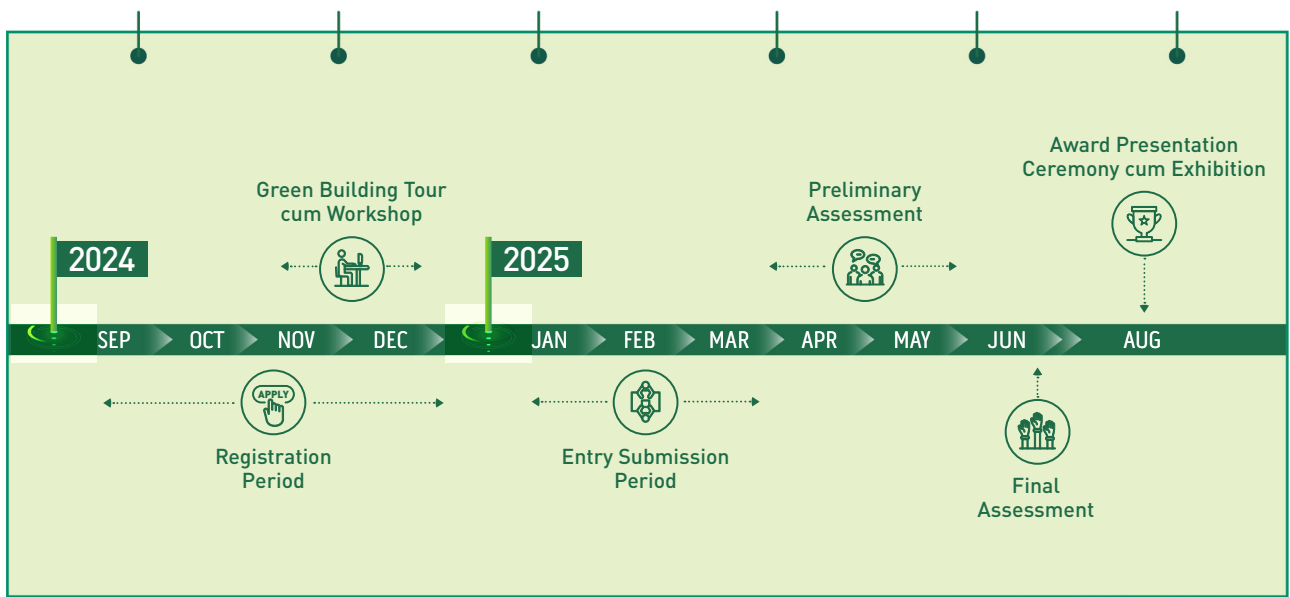 Award Presentation
Ceremony cum Exhibition
Green Building Tour
cum Workshop
Preliminary
Assessment
2024
2025
SEP OCT NOV DEC JAN FEB MAR APR MAY JUN AUG
APPLY
Registration
Period
Entry Submission
Period
Final
Assessment